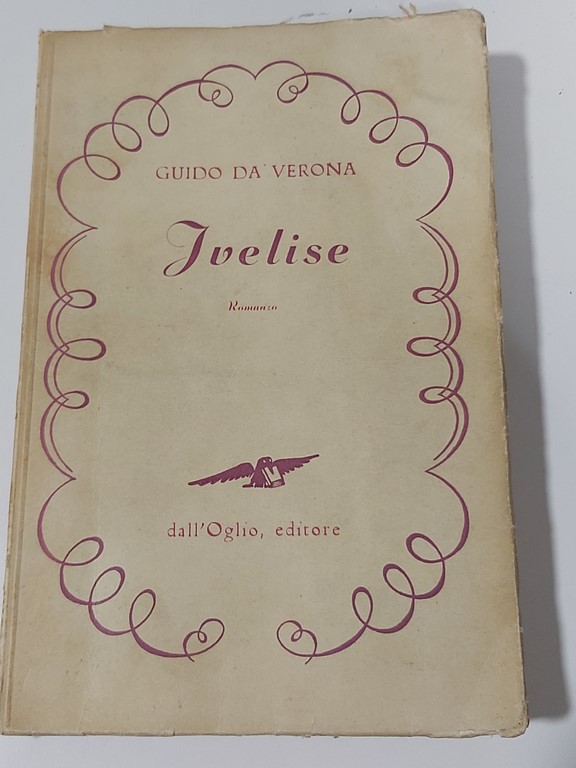 GUIDO DA VERONA
Ivelise
Romanzo
dall'Oglio, editore